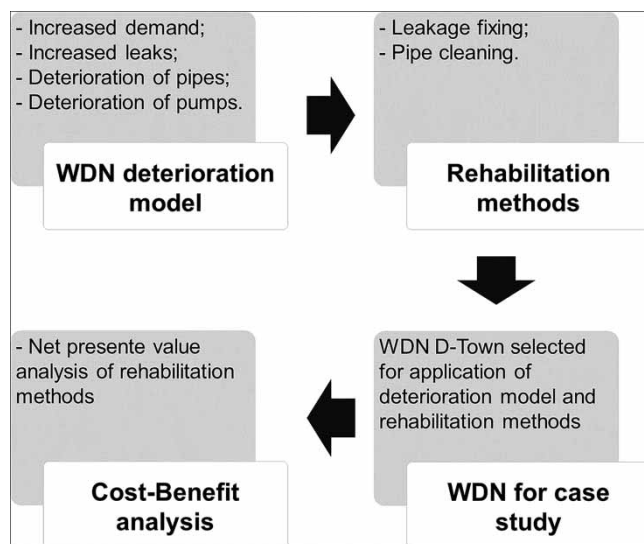 - Increased demand;
- Increased leaks;
- Deterioration of pipes;
- Deterioration of pumps.
WDN deterioration
model
- Leakage fixing;
- Pipe cleaning.
Rehabilitation
methods
WDN D-Town selected
for application of
deterioration model and
rehabilitation methods
WDN for case
study
- Net presente value
analysis of rehabilitation
methods
Cost-Benefit
analysis